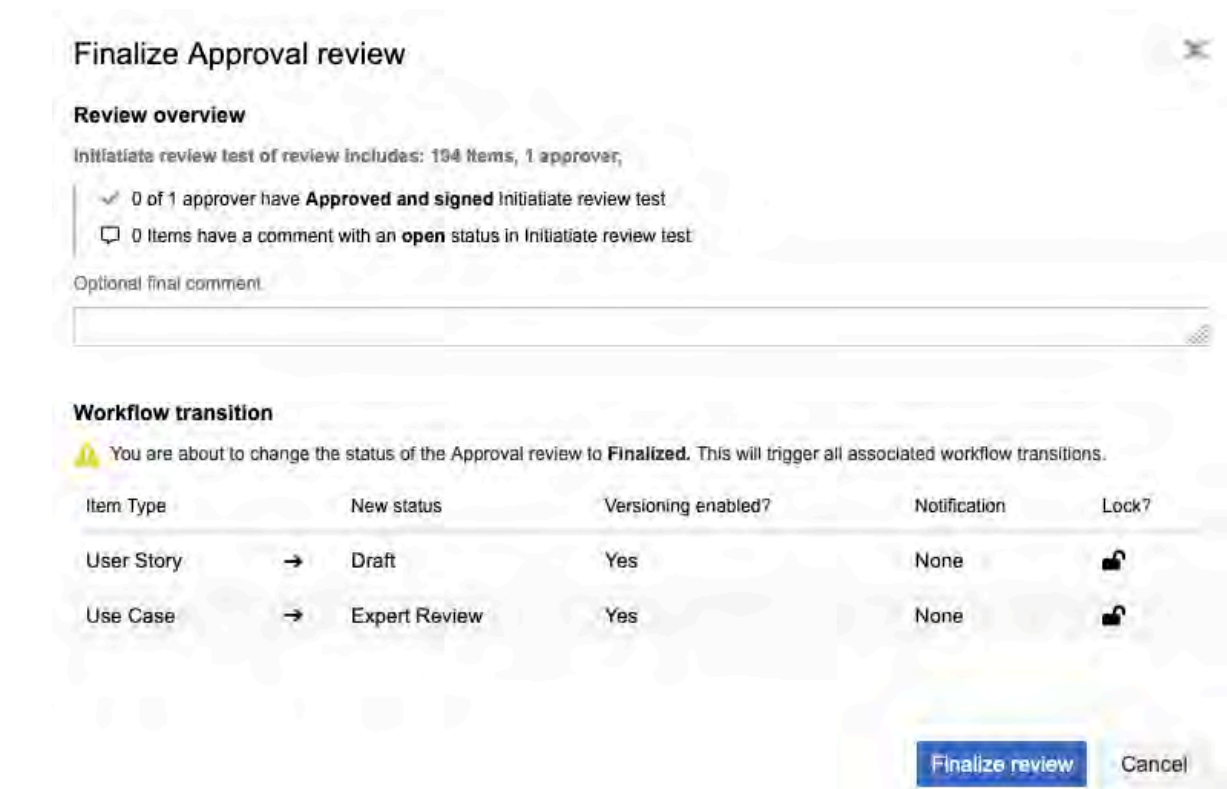 Finalize Approval review
Review overview
Initiatiate review test of review includes: 194 items, 1 approver,
0 of 1 approver have Approved and signed Initiatiate review test
0 Items have a comment with an open status in Initiatiate review test
Optional final comment
Workflow transition
You are about to change the status of the Approval review to Finalized. This will trigger all associated workflow transitions.
Item Type New status Versioning enabled? Notification Lock?
User Story → Draft Yes None
Use Case → Expert Review Yes None
Finalize review Cancel